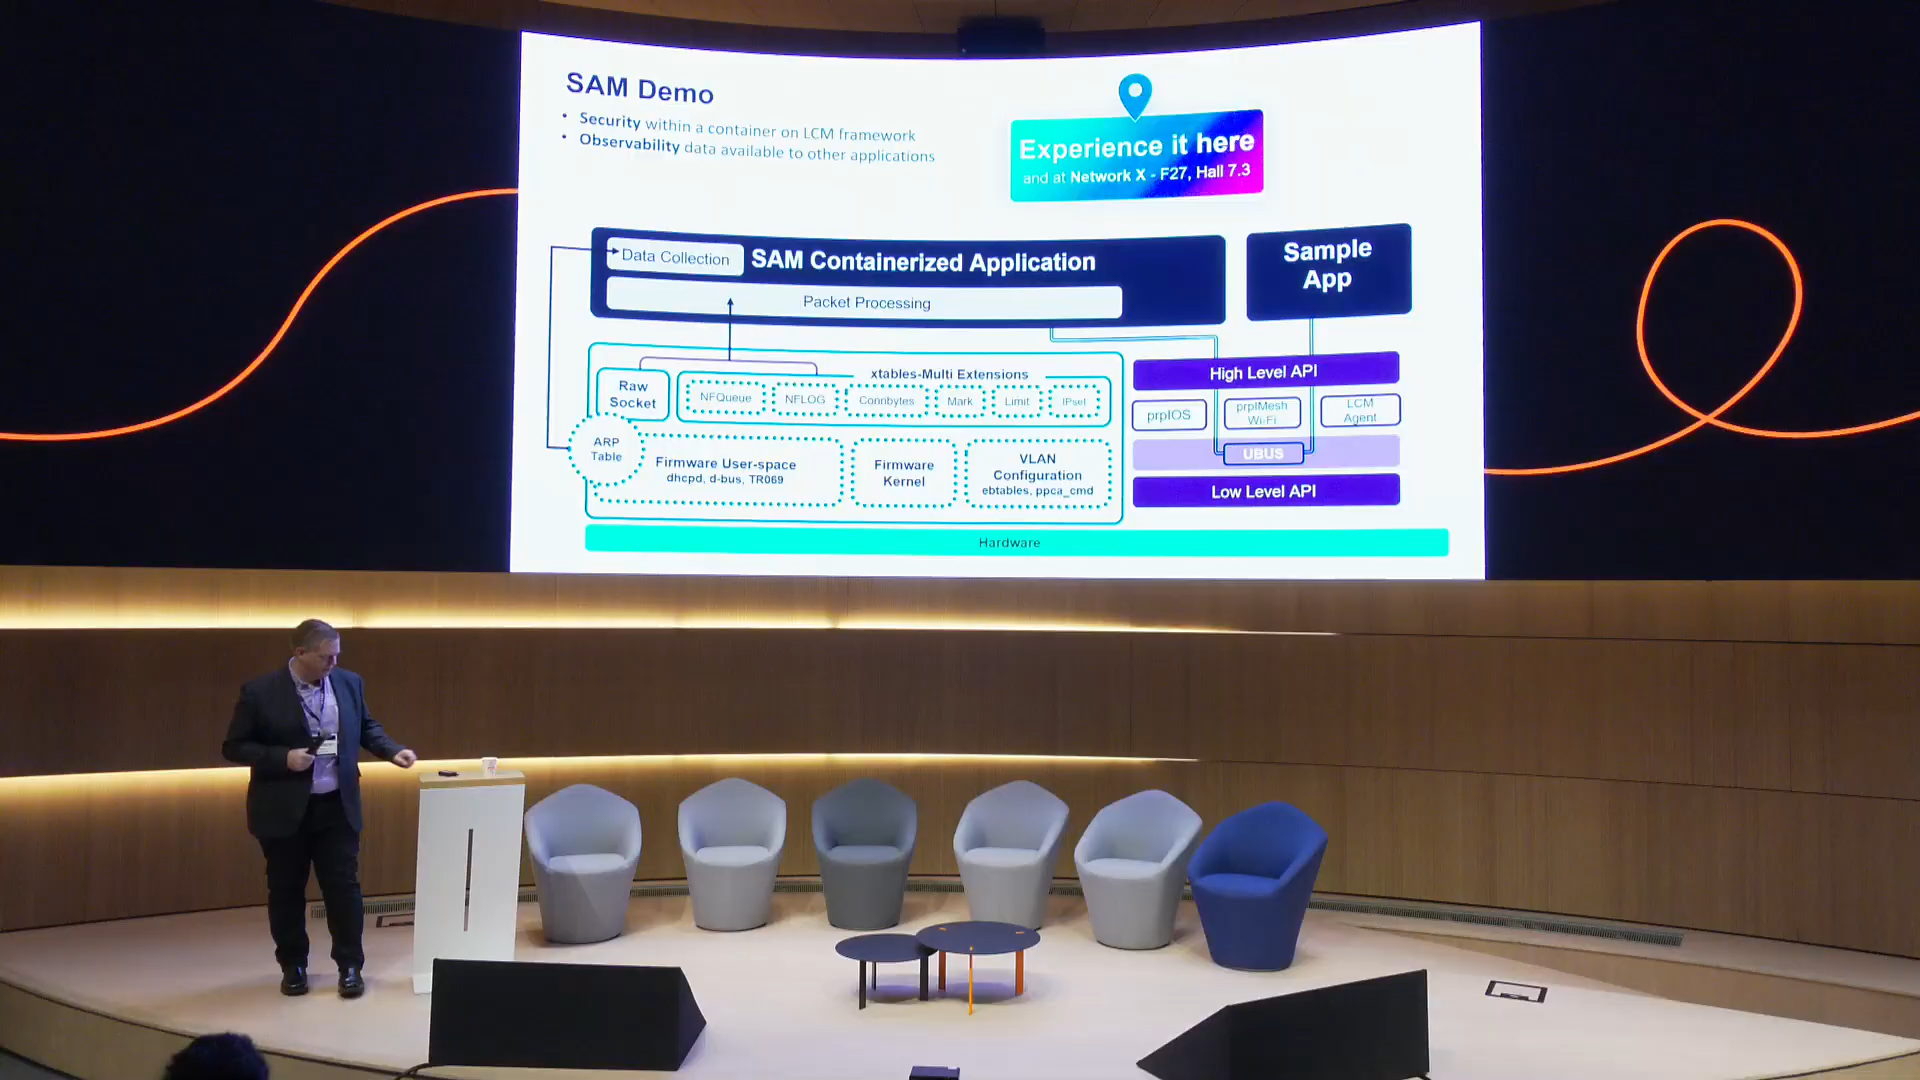 SAM Demo
• Security within a container on LCM framework
• Observability data available to other applications
Experience it here
and at Network X - F27, Hall 7.3
Data Collection
SAM Containerized Application
Packet Processing
Sample
App
xtables-Multi Extensions
Raw
Socket
NFQueue
NFLOG
Connbytes
Mark
Limit
IPset
ARP
Table
Firmware User-space
dhcpd, d-bus, TR069
Firmware
Kernel
VLAN
Configuration
ebtables, ppca_cmd
High Level API
prplOS
prplMesh
Wi-Fi
LCM
Agent
UBUS
Low Level API
Hardware